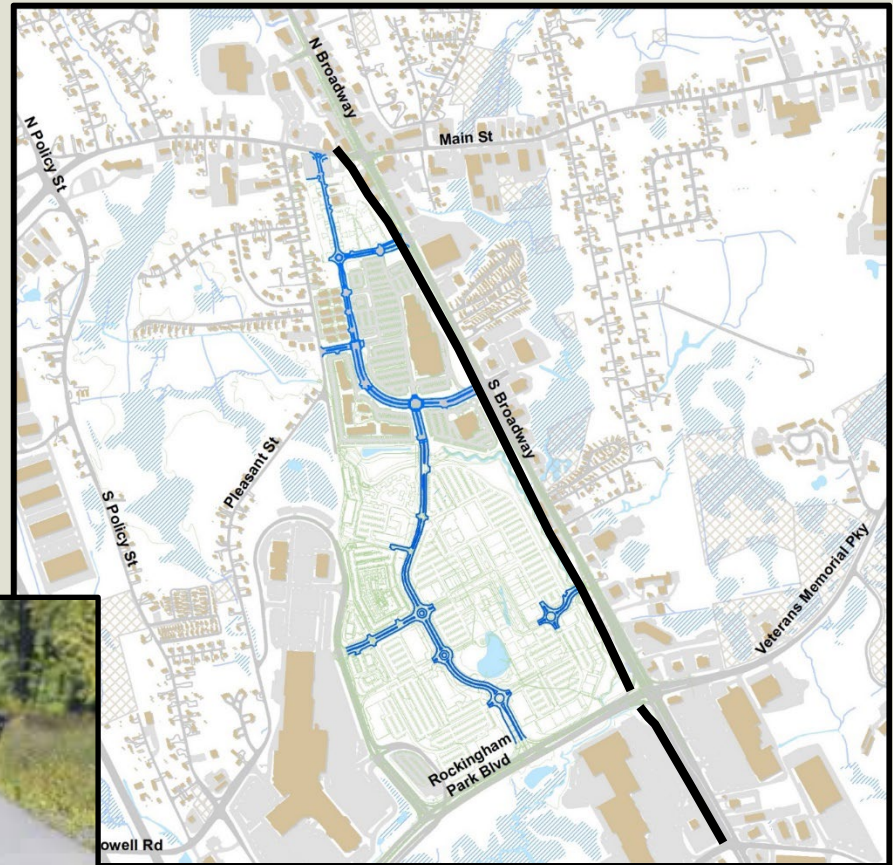 N Broadway
Main St
N Policy St
S Broadway
Pleasant St
S Policy St
Veterans Memorial Pky
Rockingham
Park Blvd
owell Rd